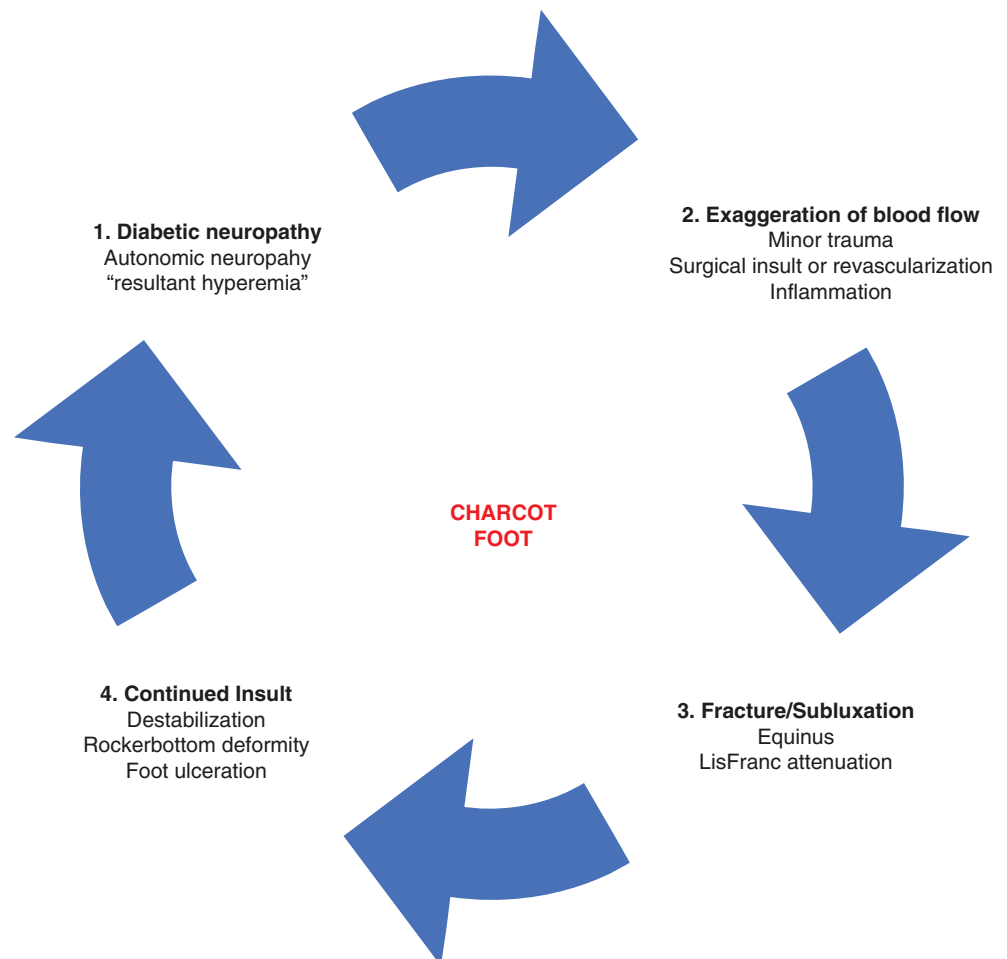 1. Diabetic neuropathy
Autonomic neuropahy
“resultant hyperemia”
2. Exaggeration of blood flow
Minor trauma
Surgical insult or revascularization
Inflammation
CHARCOT
FOOT
3. Fracture/Subluxation
Equinus
LisFranc attenuation
4. Continued Insult
Destabilization
Rockerbottom deformity
Foot ulceration